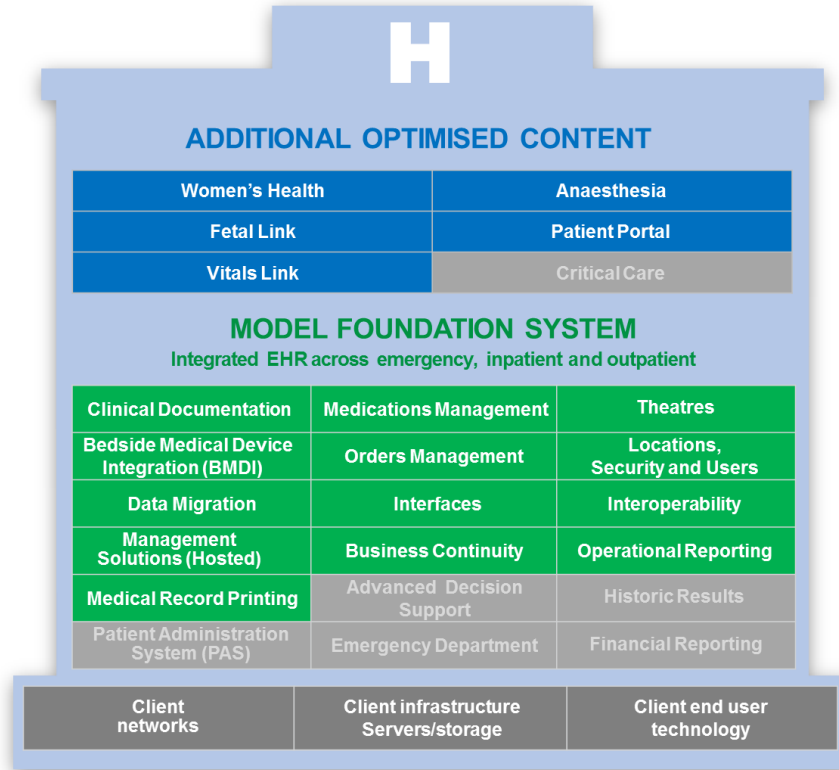 H
ADDITIONAL OPTIMISED CONTENT
Women's Health
Anaesthesia
Fetal Link
Patient Portal
Vitals Link
Critical Care
MODEL FOUNDATION SYSTEM
Integrated EHR across emergency, inpatient and outpatient
Clinical Documentation
Medications Management
Theatres
Bedside Medical Device
Integration (BMDI)
Orders Management
Locations,
Security and Users
Data Migration
Interfaces
Interoperability
Management
Solutions (Hosted)
Business Continuity
Operational Reporting
Medical Record Printing
Advanced Decision
Support
Historic Results
Patient Administration
System (PAS)
Emergency Department
Financial Reporting
Client
networks
Client infrastructure
Servers/storage
Client end user
technology